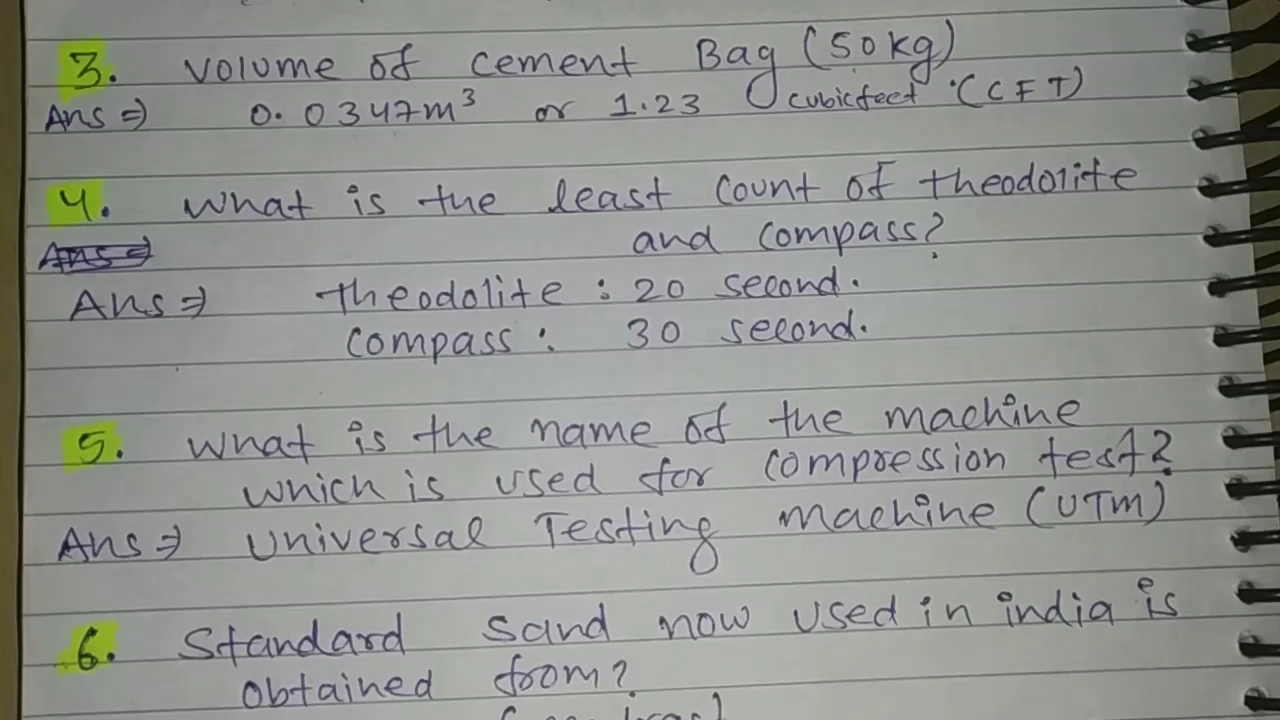 3. Volume of cement Bag (50kg)
Ans ⇒ 0.0347m³ or 1.23 cubicfeet (CFT)
4. What is the least count of theodolite
and compass?
Ans ⇒ theodolite : 20 second.
compass : 30 second.
5. What is the name of the machine
which is used for compression test?
Ans ⇒ Universal Testing machine (UTM)
6. Standard sand now used in india is
obtained from?